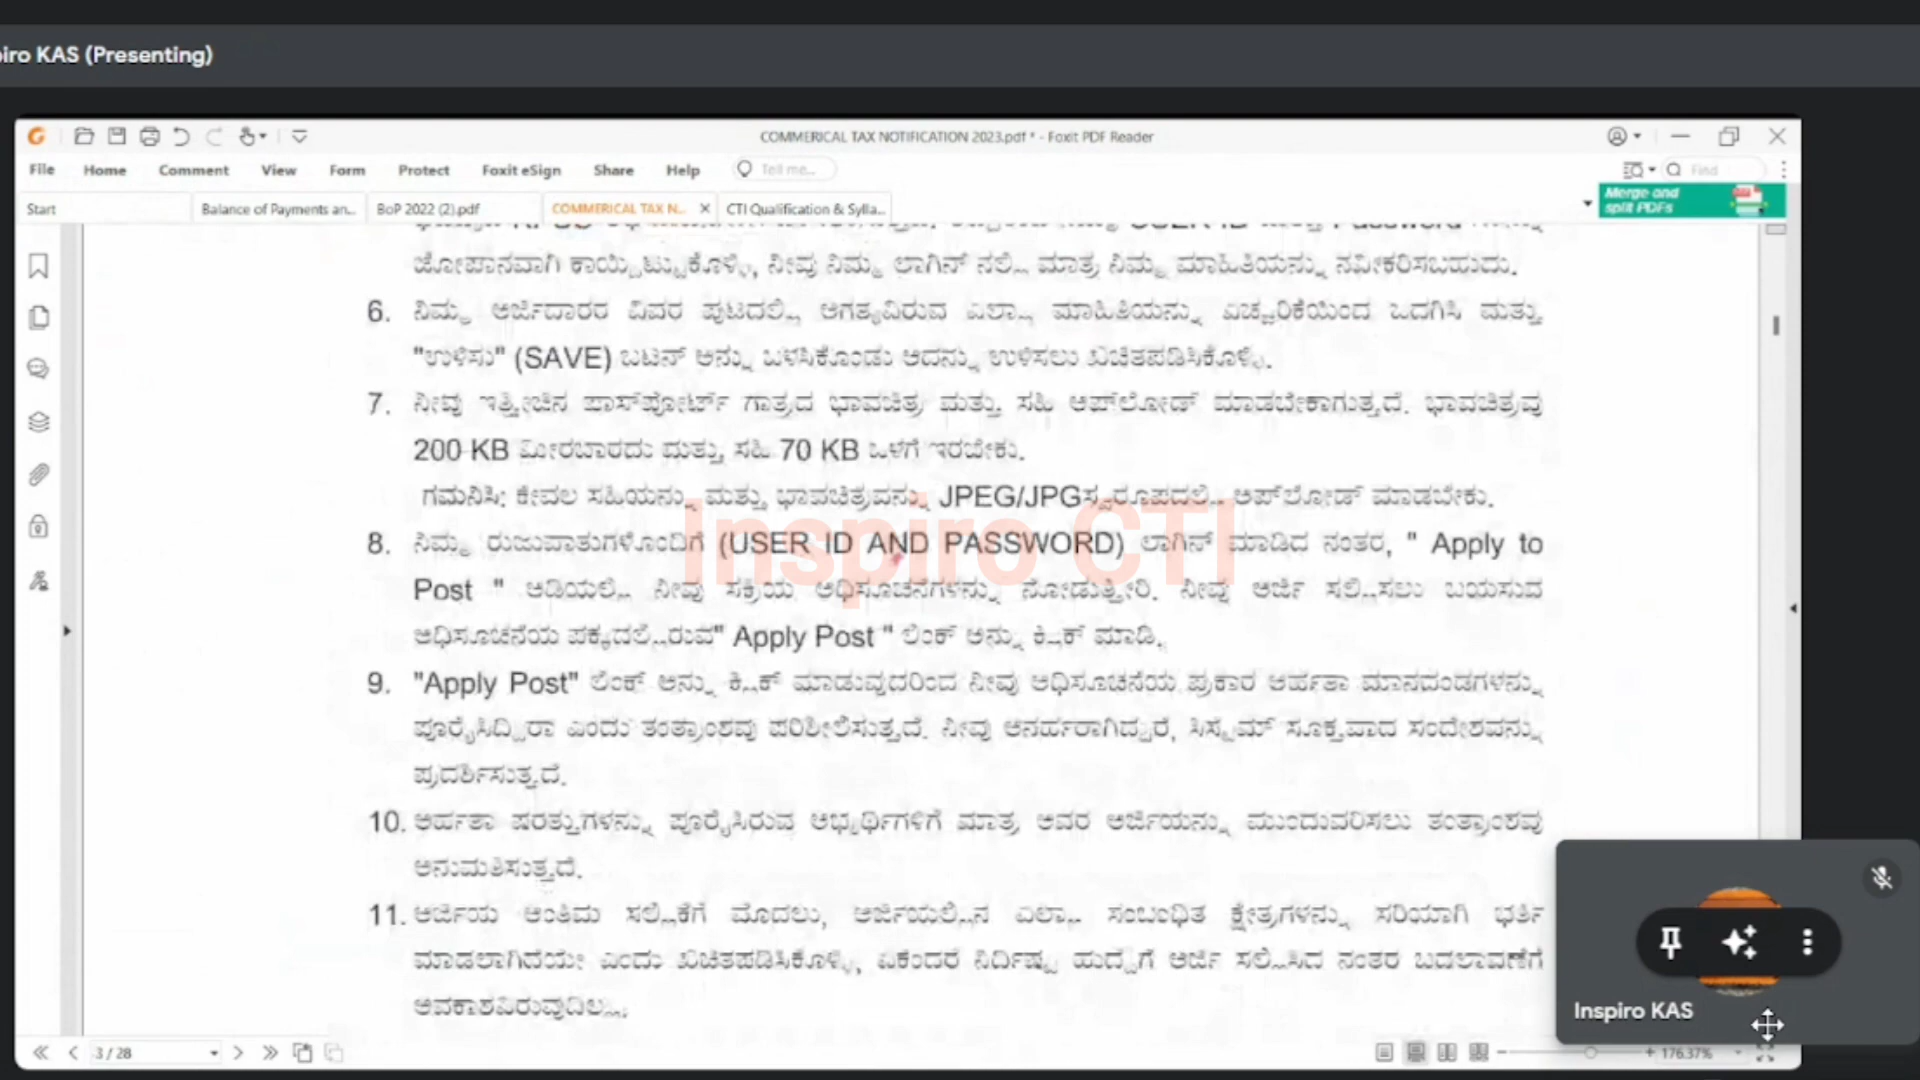 iro KAS (Presenting)
COMMERICAL TAX NOTIFICATION 2023.pdf * - Foxit PDF Reader
File Home Comment View Form Protect Foxit eSign Share Help Tell me... Find
Merge and split PDFs
Start Balance of Payments an... BoP 2022 (2).pdf COMMERICAL TAX N... CTI Qualification & Sylla...
ಜೋಪಾನವಾಗಿ ಕಾಯ್ದಿಟ್ಟುಕೊಳ್ಳಿ, ನೀವು ನಿಮ್ಮ ಲಾಗಿನ್ ನಲ್ಲಿ ಮಾತ್ರ ನಿಮ್ಮ ಮಾಹಿತಿಯನ್ನು ನವೀಕರಿಸಬಹುದು.
6. ನಿಮ್ಮ ಅರ್ಜಿದಾರರ ವಿವರ ಪುಟದಲ್ಲಿ ಅಗತ್ಯವಿರುವ ಎಲ್ಲಾ ಮಾಹಿತಿಯನ್ನು ಎಚ್ಚರಿಕೆಯಿಂದ ಒದಗಿಸಿ ಮತ್ತು
"ಉಳಿಸು" (SAVE) ಬಟನ್ ಅನ್ನು ಬಳಸಿಕೊಂಡು ಅದನ್ನು ಉಳಿಸಲು ಖಚಿತಪಡಿಸಿಕೊಳ್ಳಿ.
7. ನೀವು ಇತ್ತೀಚಿನ ಪಾಸ್‌ಪೋರ್ಟ್ ಗಾತ್ರದ ಭಾವಚಿತ್ರ ಮತ್ತು ಸಹಿ ಅಪ್‌ಲೋಡ್ ಮಾಡಬೇಕಾಗುತ್ತದೆ. ಭಾವಚಿತ್ರವು
200 KB ಮೀರಬಾರದು ಮತ್ತು ಸಹಿ 70 KB ಒಳಗೆ ಇರಬೇಕು.
ಗಮನಿಸಿ: ಕೇವಲ ಸಹಿಯನ್ನು ಮತ್ತು ಭಾವಚಿತ್ರವನ್ನು JPEG/JPGಸ್ವರೂಪದಲ್ಲಿ ಅಪ್‌ಲೋಡ್ ಮಾಡಬೇಕು.
Inspiro CTI
8. ನಿಮ್ಮ ರುಜುವಾತುಗಳೊಂದಿಗೆ (USER ID AND PASSWORD) ಲಾಗಿನ್ ಮಾಡಿದ ನಂತರ, " Apply to
Post " ಅಡಿಯಲ್ಲಿ ನೀವು ಸಕ್ರಿಯ ಅಧಿಸೂಚನೆಗಳನ್ನು ನೋಡುತ್ತೀರಿ. ನೀವು ಅರ್ಜಿ ಸಲ್ಲಿಸಲು ಬಯಸುವ
ಅಧಿಸೂಚನೆಯ ಪಕ್ಕದಲ್ಲಿರುವ" Apply Post " ಲಿಂಕ್ ಅನ್ನು ಕ್ಲಿಕ್ ಮಾಡಿ.
9. "Apply Post" ಲಿಂಕ್ ಅನ್ನು ಕ್ಲಿಕ್ ಮಾಡುವುದರಿಂದ ನೀವು ಅಧಿಸೂಚನೆಯ ಪ್ರಕಾರ ಅರ್ಹತಾ ಮಾನದಂಡಗಳನ್ನು
ಪೂರೈಸಿದ್ದೀರಾ ಎಂದು ತಂತ್ರಾಂಶವು ಪರಿಶೀಲಿಸುತ್ತದೆ. ನೀವು ಅನರ್ಹರಾಗಿದ್ದರೆ, ಸಿಸ್ಟಮ್ ಸೂಕ್ತವಾದ ಸಂದೇಶವನ್ನು
ಪ್ರದರ್ಶಿಸುತ್ತದೆ.
10. ಅರ್ಹತಾ ಷರತ್ತುಗಳನ್ನು ಪೂರೈಸಿರುವ ಅಭ್ಯರ್ಥಿಗಳಿಗೆ ಮಾತ್ರ ಅವರ ಅರ್ಜಿಯನ್ನು ಮುಂದುವರಿಸಲು ತಂತ್ರಾಂಶವು
ಅನುಮತಿಸುತ್ತದೆ.
11. ಅರ್ಜಿಯ ಅಂತಿಮ ಸಲ್ಲಿಕೆಗೆ ಮೊದಲು, ಅರ್ಜಿಯಲ್ಲಿನ ಎಲ್ಲಾ ಸಂಬಂಧಿತ ಕ್ಷೇತ್ರಗಳನ್ನು ಸರಿಯಾಗಿ ಭರ್ತಿ
ಮಾಡಲಾಗಿದೆಯೇ ಎಂದು ಖಚಿತಪಡಿಸಿಕೊಳ್ಳಿ, ಏಕೆಂದರೆ ನಿರ್ದಿಷ್ಟ ಹುದ್ದೆಗೆ ಅರ್ಜಿ ಸಲ್ಲಿಸಿದ ನಂತರ ಬದಲಾವಣೆಗೆ
ಅವಕಾಶವಿರುವುದಿಲ್ಲ.
Inspiro KAS
3 / 28
176.37%